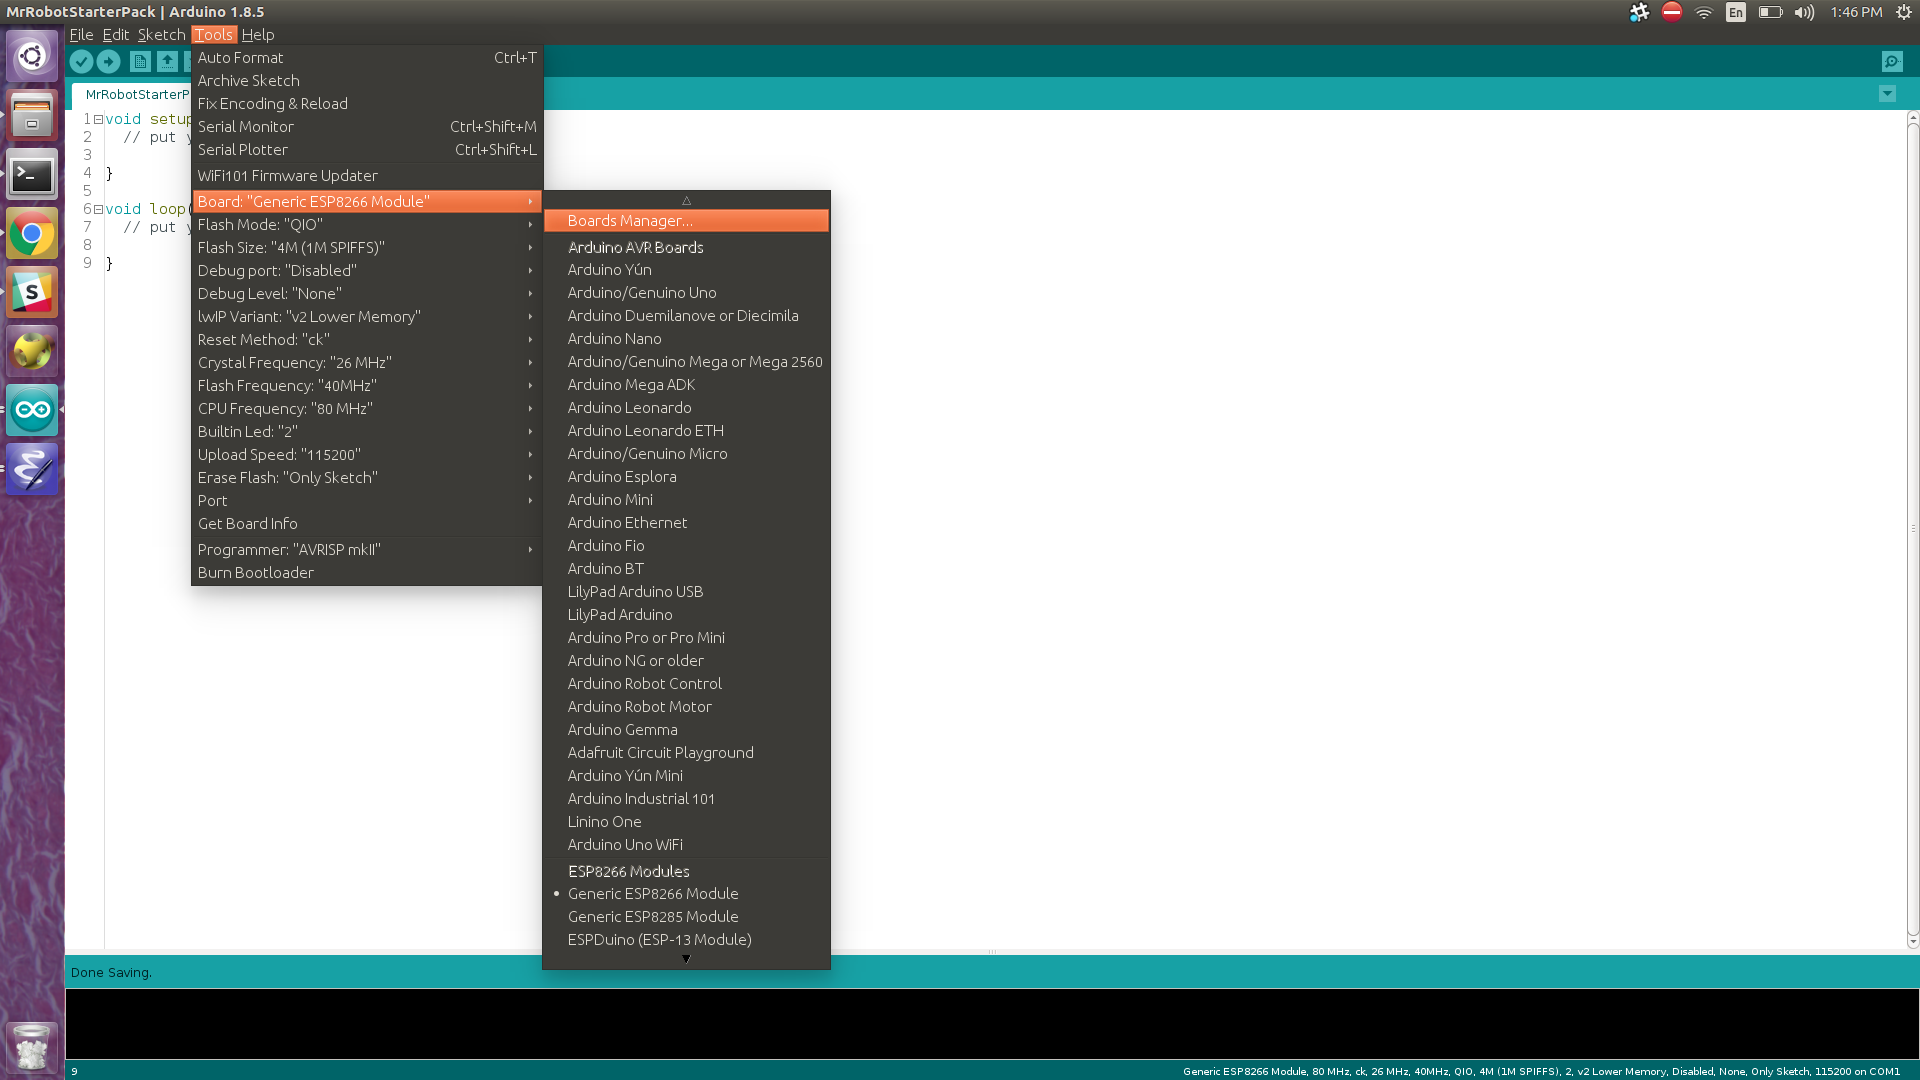 MrRobotStarterPack | Arduino 1.8.5
En
1:46 PM
File Edit Sketch Tools Help
MrRobotStarterP
1 void setup
2 // put y
3
4 }
5
6 void loop(
7 // put y
8
9 }
Auto Format Ctrl+T
Archive Sketch
Fix Encoding & Reload
Serial Monitor Ctrl+Shift+M
Serial Plotter Ctrl+Shift+L
WiFi101 Firmware Updater
Board: "Generic ESP8266 Module"
Flash Mode: "QIO"
Flash Size: "4M (1M SPIFFS)"
Debug port: "Disabled"
Debug Level: "None"
lwIP Variant: "v2 Lower Memory"
Reset Method: "ck"
Crystal Frequency: "26 MHz"
Flash Frequency: "40MHz"
CPU Frequency: "80 MHz"
Builtin Led: "2"
Upload Speed: "115200"
Erase Flash: "Only Sketch"
Port
Get Board Info
Programmer: "AVRISP mkII"
Burn Bootloader
Boards Manager...
Arduino AVR Boards
Arduino Yún
Arduino/Genuino Uno
Arduino Duemilanove or Diecimila
Arduino Nano
Arduino/Genuino Mega or Mega 2560
Arduino Mega ADK
Arduino Leonardo
Arduino Leonardo ETH
Arduino/Genuino Micro
Arduino Esplora
Arduino Mini
Arduino Ethernet
Arduino Fio
Arduino BT
LilyPad Arduino USB
LilyPad Arduino
Arduino Pro or Pro Mini
Arduino NG or older
Arduino Robot Control
Arduino Robot Motor
Arduino Gemma
Adafruit Circuit Playground
Arduino Yún Mini
Arduino Industrial 101
Linino One
Arduino Uno WiFi
ESP8266 Modules
Generic ESP8266 Module
Generic ESP8285 Module
ESPDuino (ESP-13 Module)
Done Saving.
9
Generic ESP8266 Module, 80 MHz, ck, 26 MHz, 40MHz, QIO, 4M (1M SPIFFS), 2, v2 Lower Memory, Disabled, None, Only Sketch, 115200 on COM1